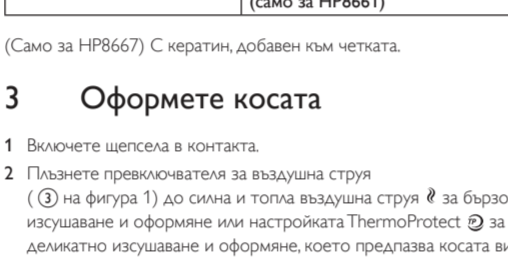 (само за HP8661)
(Само за HP8667) С кератин, добавен към четката.
3 Оформете косата
1 Включете щепсела в контакта.
2 Плъзнете превключвателя за въздушна струя
( ③ на фигура 1) до силна и топла въздушна струя за бързо
изсушаване и оформяне или настройката ThermoProtect за
деликатно изсушаване и оформяне, което предпазва косата ви